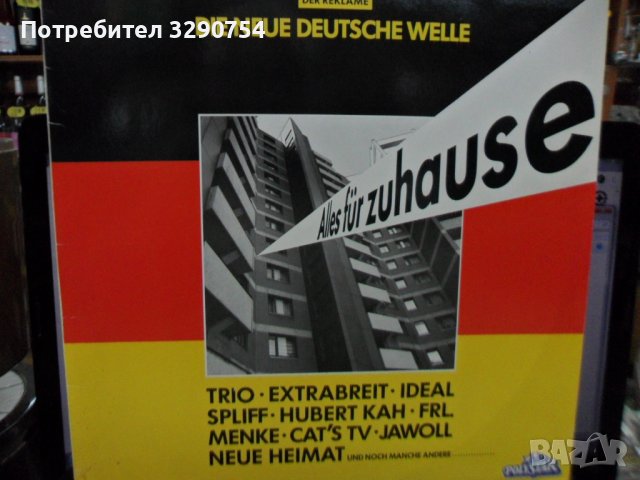 Потребител 3290754
DER REKLAME
DIE NEUE DEUTSCHE WELLE
Alles für zuhause
TRIO · EXTRABREIT · IDEAL
SPLIFF · HUBERT KAH · FRL.
MENKE · CAT'S TV · JAWOLL
NEUE HEIMAT UND NOCH MANCHE ANDERE ..............
POLYSTAR
BAZAR